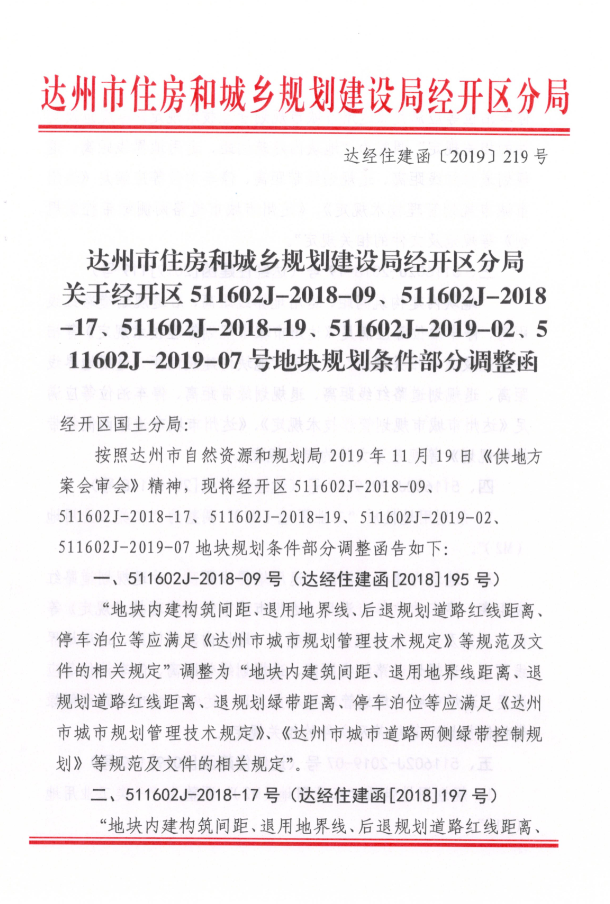 达州市住房和城乡规划建设局经开区分局
达经住建函〔2019〕219号
达州市住房和城乡规划建设局经开区分局
关于经开区511602J-2018-09、511602J-2018
-17、511602J-2018-19、511602J-2019-02、5
11602J-2019-07号地块规划条件部分调整函
经开区国土分局：
按照达州市自然资源和规划局2019年11月19日《供地方
案会审会》精神，现将经开区511602J-2018-09、
511602J-2018-17、511602J-2018-19、511602J-2019-02、
511602J-2019-07地块规划条件部分调整函告如下：
一、511602J-2018-09号（达经住建函[2018]195号）
“地块内建构筑间距、退用地界线、后退规划道路红线距离、
停车泊位等应满足《达州市城市规划管理技术规定》等规范及文
件的相关规定”调整为“地块内建筑间距、退用地界线距离、退
规划道路红线距离、退规划绿带距离、停车泊位等应满足《达州
市城市规划管理技术规定》、《达州市城市道路两侧绿带控制规
划》等规范及文件的相关规定”。
二、511602J-2018-17号（达经住建函[2018]197号）
“地块内建构筑间距、退用地界线、后退规划道路红线距离、